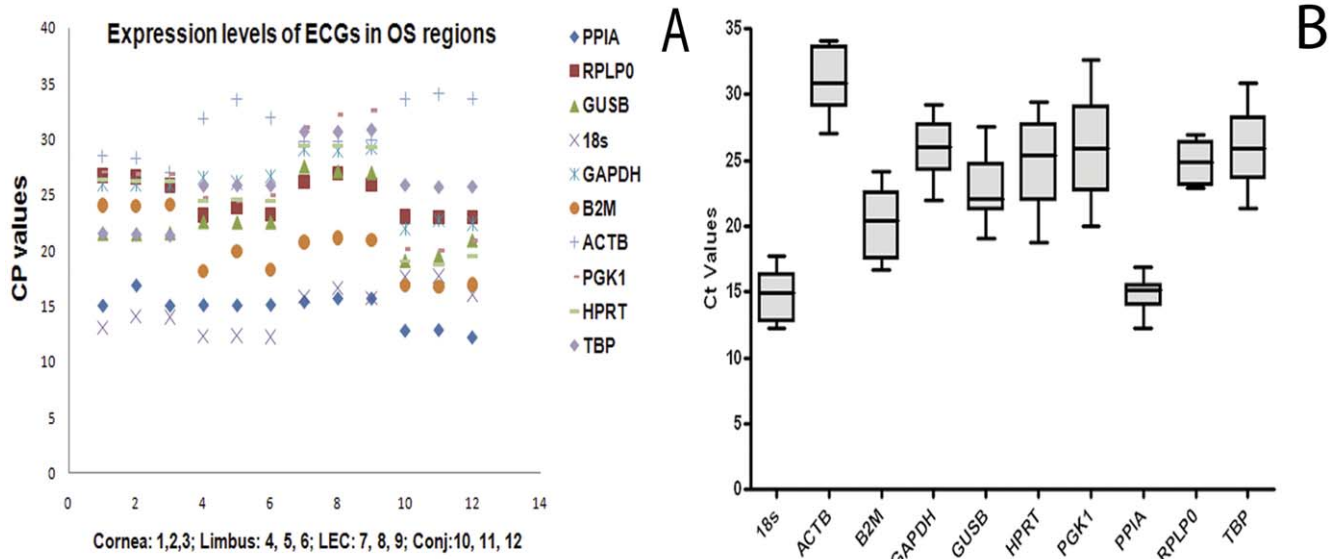 Expression levels of ECGs in OS regions
CP values
40
35
30
25
20
15
10
5
0
0 2 4 6 8 10 12 14
Cornea: 1,2,3; Limbus: 4, 5, 6; LEC: 7, 8, 9; Conj:10, 11, 12
PPIA
RPLP0
GUSB
18s
GAPDH
B2M
ACTB
PGK1
HPRT
TBP
A
B
Ct Values
35
30
25
20
15
10
5
0
18s ACTB B2M GAPDH GUSB HPRT PGK1 PPIA RPLP0 TBP